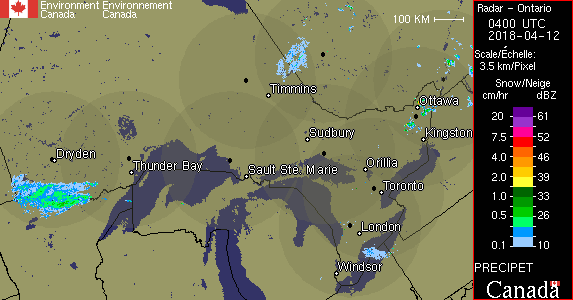 Environment Environnement
Canada Canada
100 KM
Timmins
Ottawa
Sudbury
Kingston
Dryden
Thunder Bay
Sault Ste. Marie
Orillia
Toronto
London
Windsor
Radar - Ontario
0400 UTC
2018-04-12
Scale/Échelle:
3.5 km/Pixel
Snow/Neige
cm/hr dBZ
20 61
7.5 52
4.0 46
2.0 39
1.0 33
0.5 26
0.1 10
PRECIPET
Canada